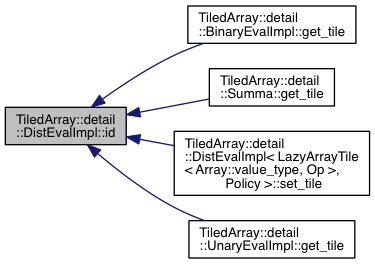 TiledArray::detail
::DistEvalImpl::id
TiledArray::detail
::BinaryEvalImpl::get_tile
TiledArray::detail
::Summa::get_tile
TiledArray::detail
::DistEvalImpl< LazyArrayTile
< Array::value_type, Op >,
Policy >::set_tile
TiledArray::detail
::UnaryEvalImpl::get_tile